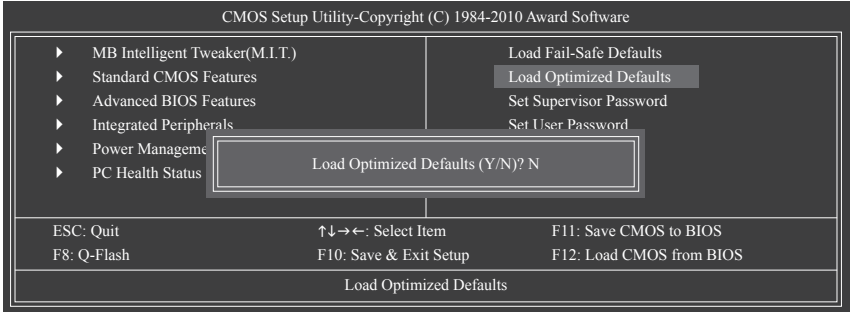 CMOS Setup Utility-Copyright (C) 1984-2010 Award Software
MB Intelligent Tweaker(M.I.T.)
Standard CMOS Features
Advanced BIOS Features
Integrated Peripherals
Power Manageme
PC Health Status
Load Fail-Safe Defaults
Load Optimized Defaults
Set Supervisor Password
Set User Password
Load Optimized Defaults (Y/N)? N
ESC: Quit ↑↓→←: Select Item F11: Save CMOS to BIOS
F8: Q-Flash F10: Save & Exit Setup F12: Load CMOS from BIOS
Load Optimized Defaults